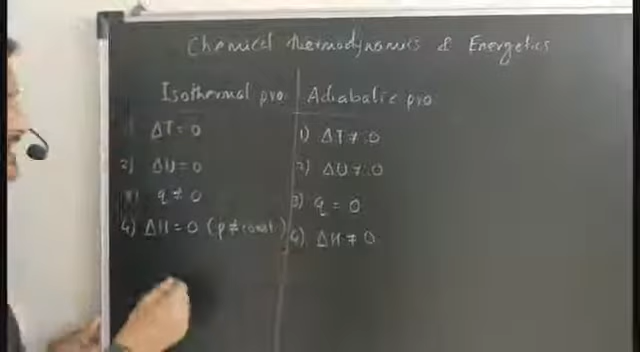 Chemical thermodynamics & Energetics
Isothermal pro.
1) ΔT = 0
2) ΔU = 0
3) q ≠ 0
4) ΔH = 0 (p ≠ const.)
Adiabatic pro
1) ΔT ≠ 0
2) ΔU ≠ 0
3) q = 0
4) ΔH ≠ 0